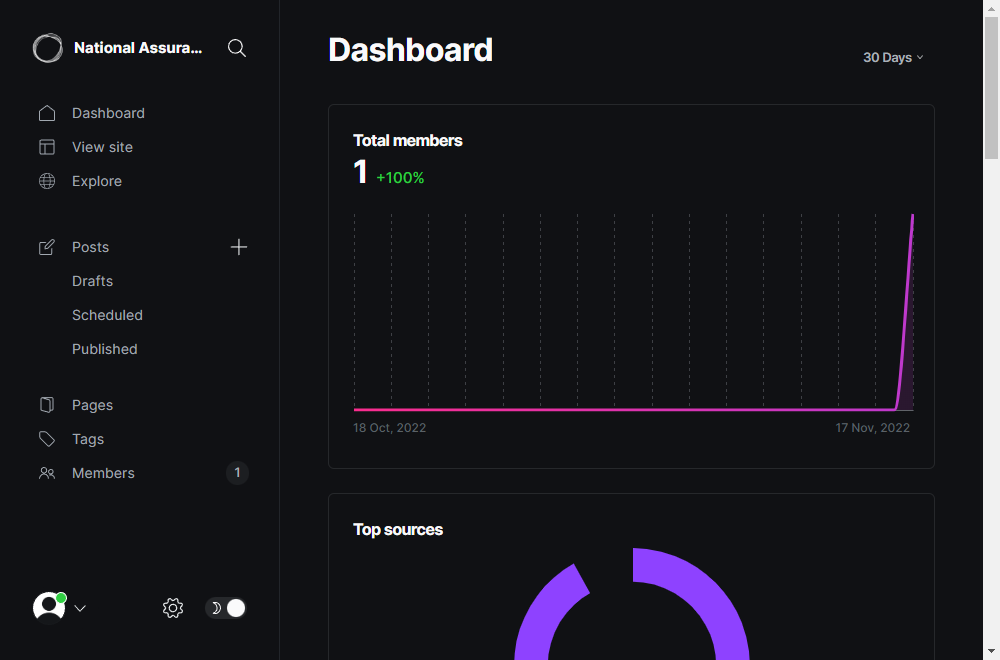 National Assura...
Dashboard
View site
Explore
Posts
Drafts
Scheduled
Published
Pages
Tags
Members
1
Dashboard
30 Days
Total members
1 +100%
18 Oct, 2022
17 Nov, 2022
Top sources